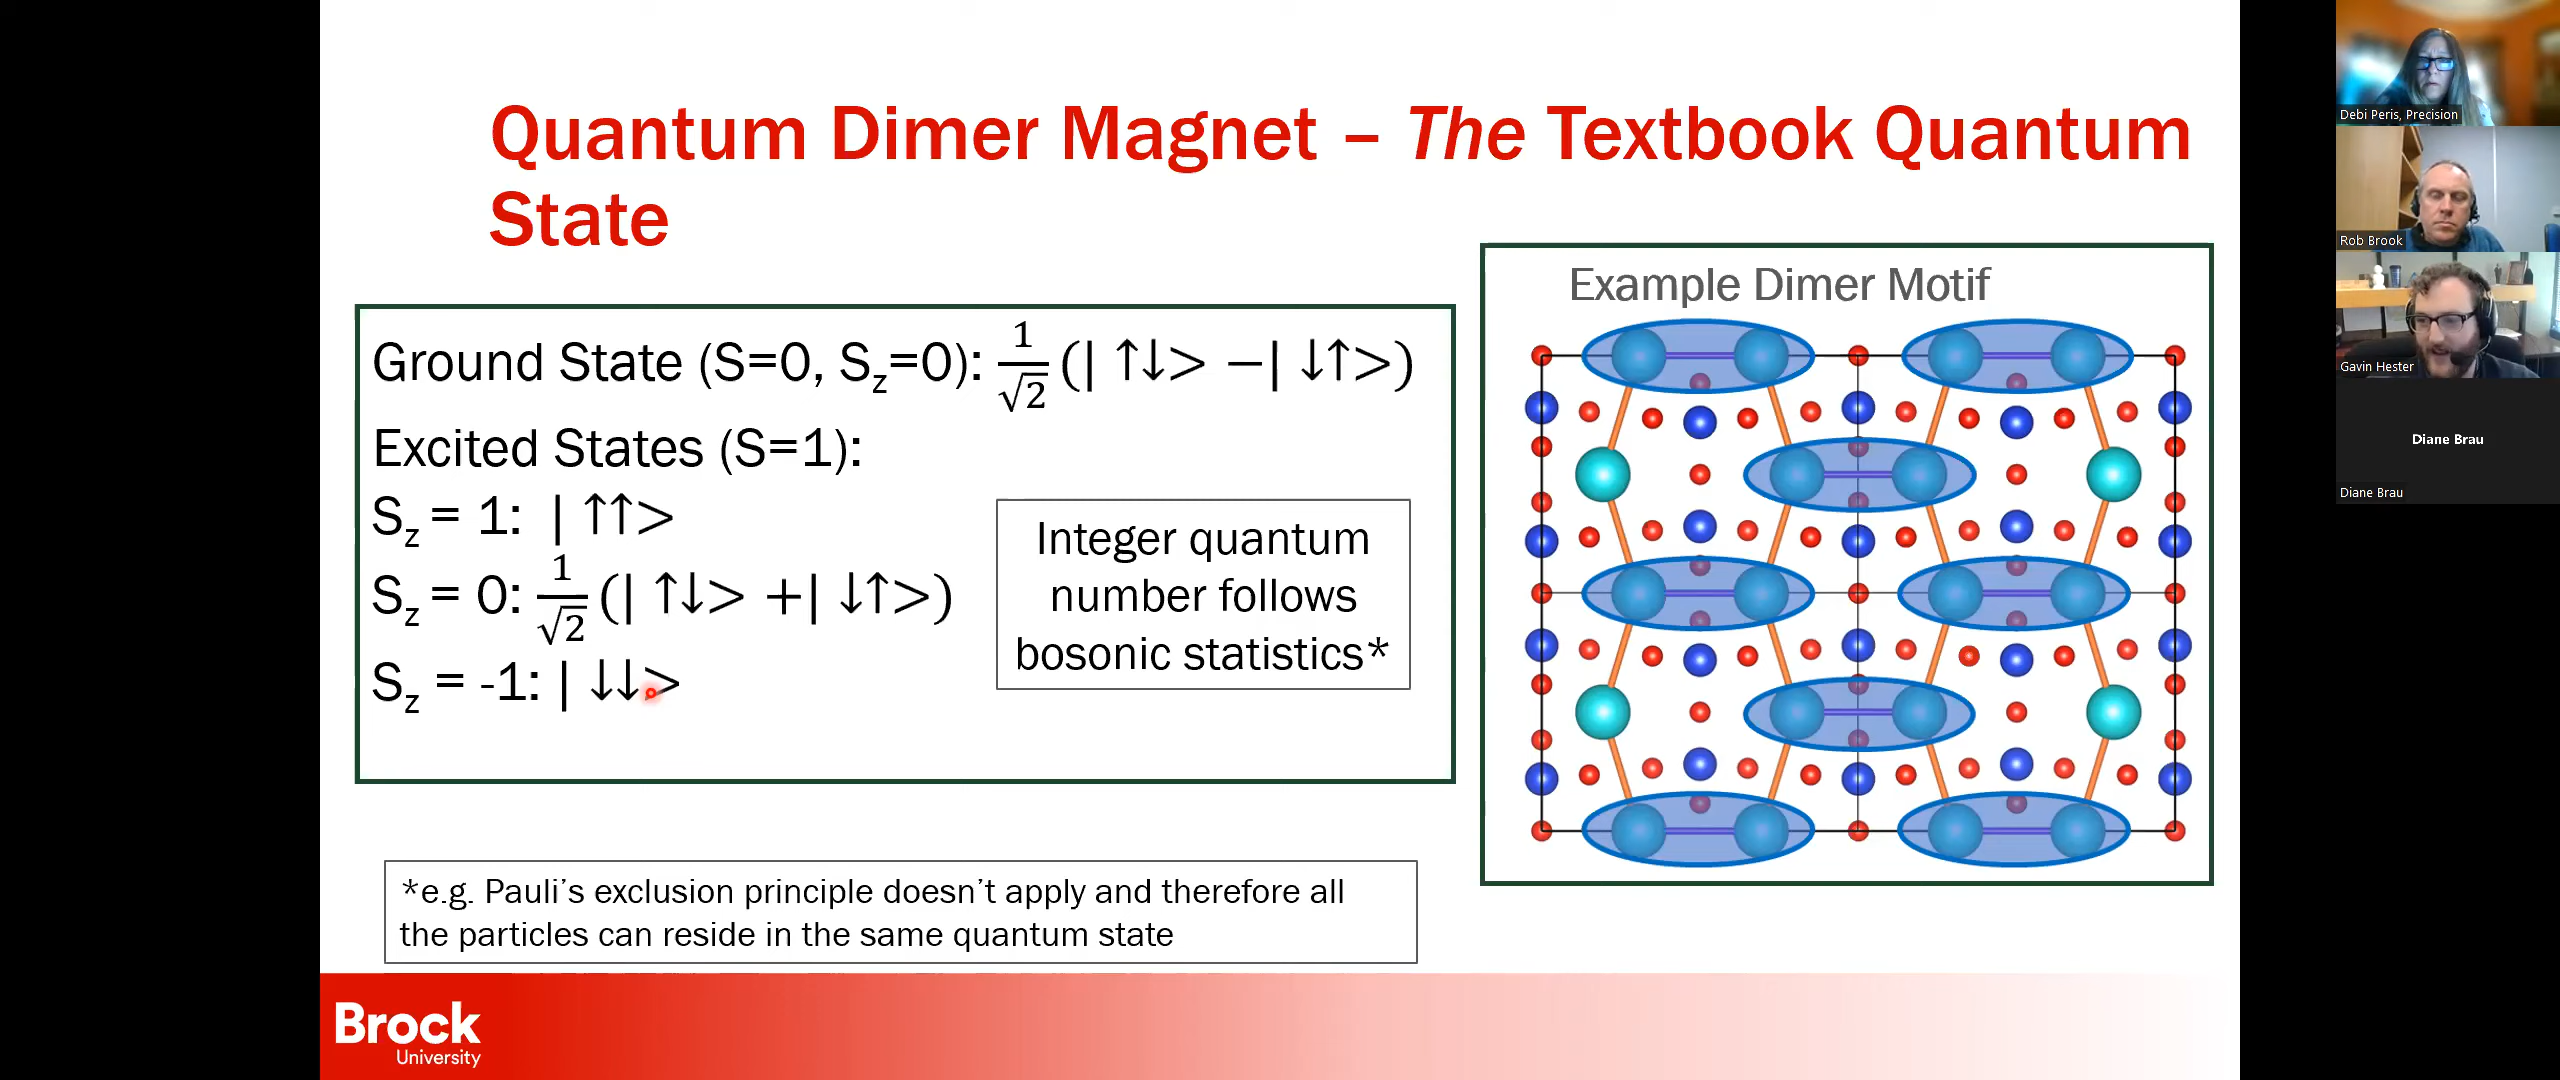 Quantum Dimer Magnet – The Textbook Quantum
State
Ground State (S=0, Sz=0): 1/√2 (| ↑↓> −| ↓↑>)
Excited States (S=1):
Sz = 1: | ↑↑>
Sz = 0: 1/√2 (| ↑↓> +| ↓↑>)
Sz = -1: | ↓↓>
Integer quantum
number follows
bosonic statistics*
Example Dimer Motif
*e.g. Pauli’s exclusion principle doesn’t apply and therefore all
the particles can reside in the same quantum state
Brock
University
Debi Peris, Precision
Rob Brook
Gavin Hester
Diane Brau
Diane Brau